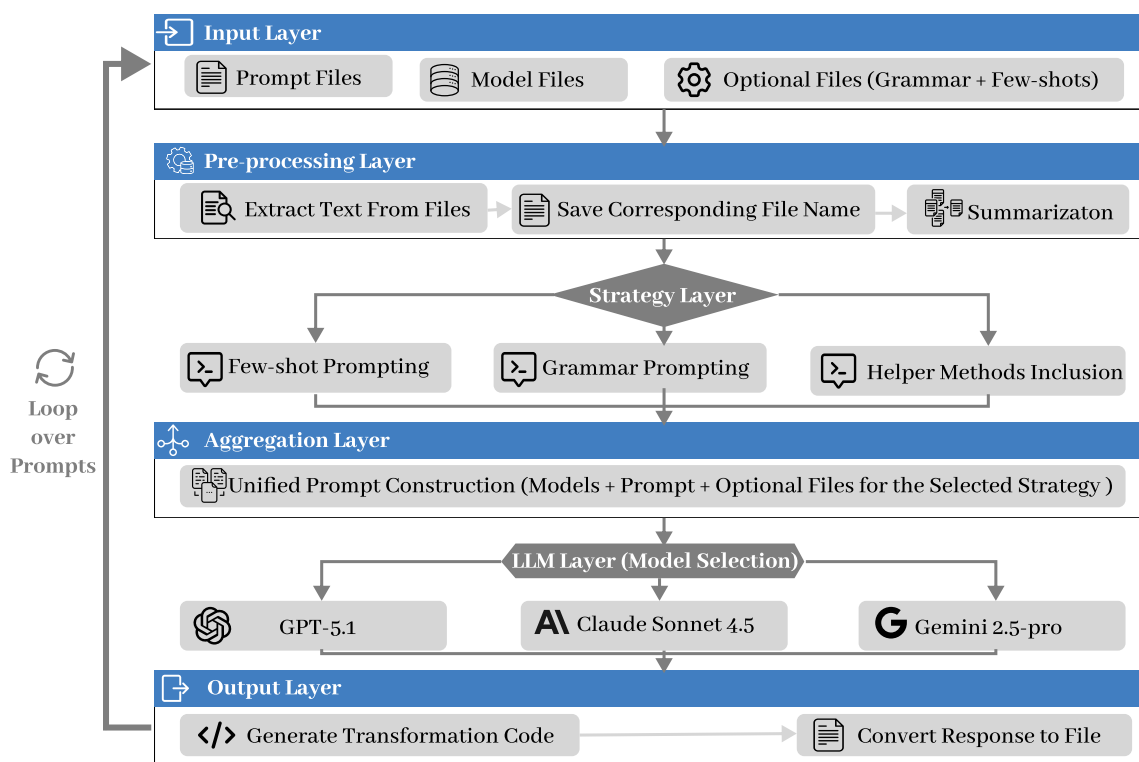 Input Layer
Prompt Files
Model Files
Optional Files (Grammar + Few-shots)
Pre-processing Layer
Extract Text From Files
Save Corresponding File Name
Summarizaton
Strategy Layer
Few-shot Prompting
Grammar Prompting
Helper Methods Inclusion
Loop
over
Prompts
Aggregation Layer
Unified Prompt Construction (Models + Prompt + Optional Files for the Selected Strategy )
LLM Layer (Model Selection)
GPT-5.1
Claude Sonnet 4.5
Gemini 2.5-pro
Output Layer
Generate Transformation Code
Convert Response to File